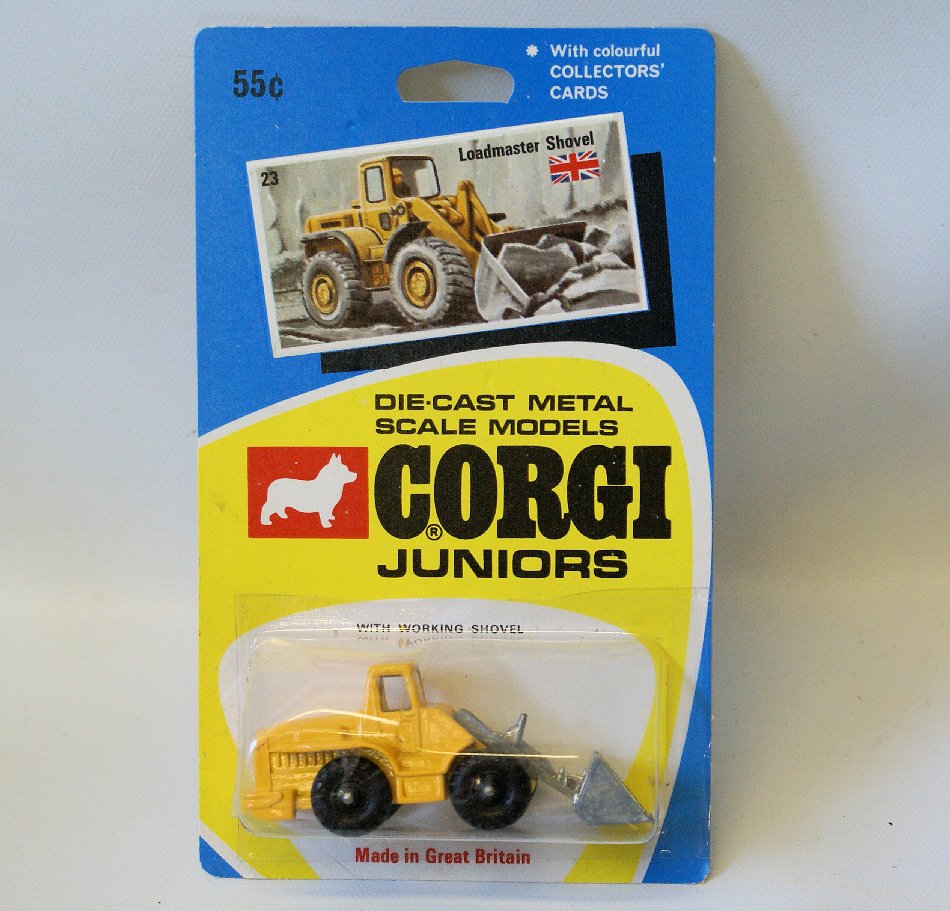 55¢
* With colourful
COLLECTORS'
CARDS
23
Loadmaster Shovel
DIE-CAST METAL
SCALE MODELS
CORGI®
JUNIORS
WITH WORKING SHOVEL
Made in Great Britain